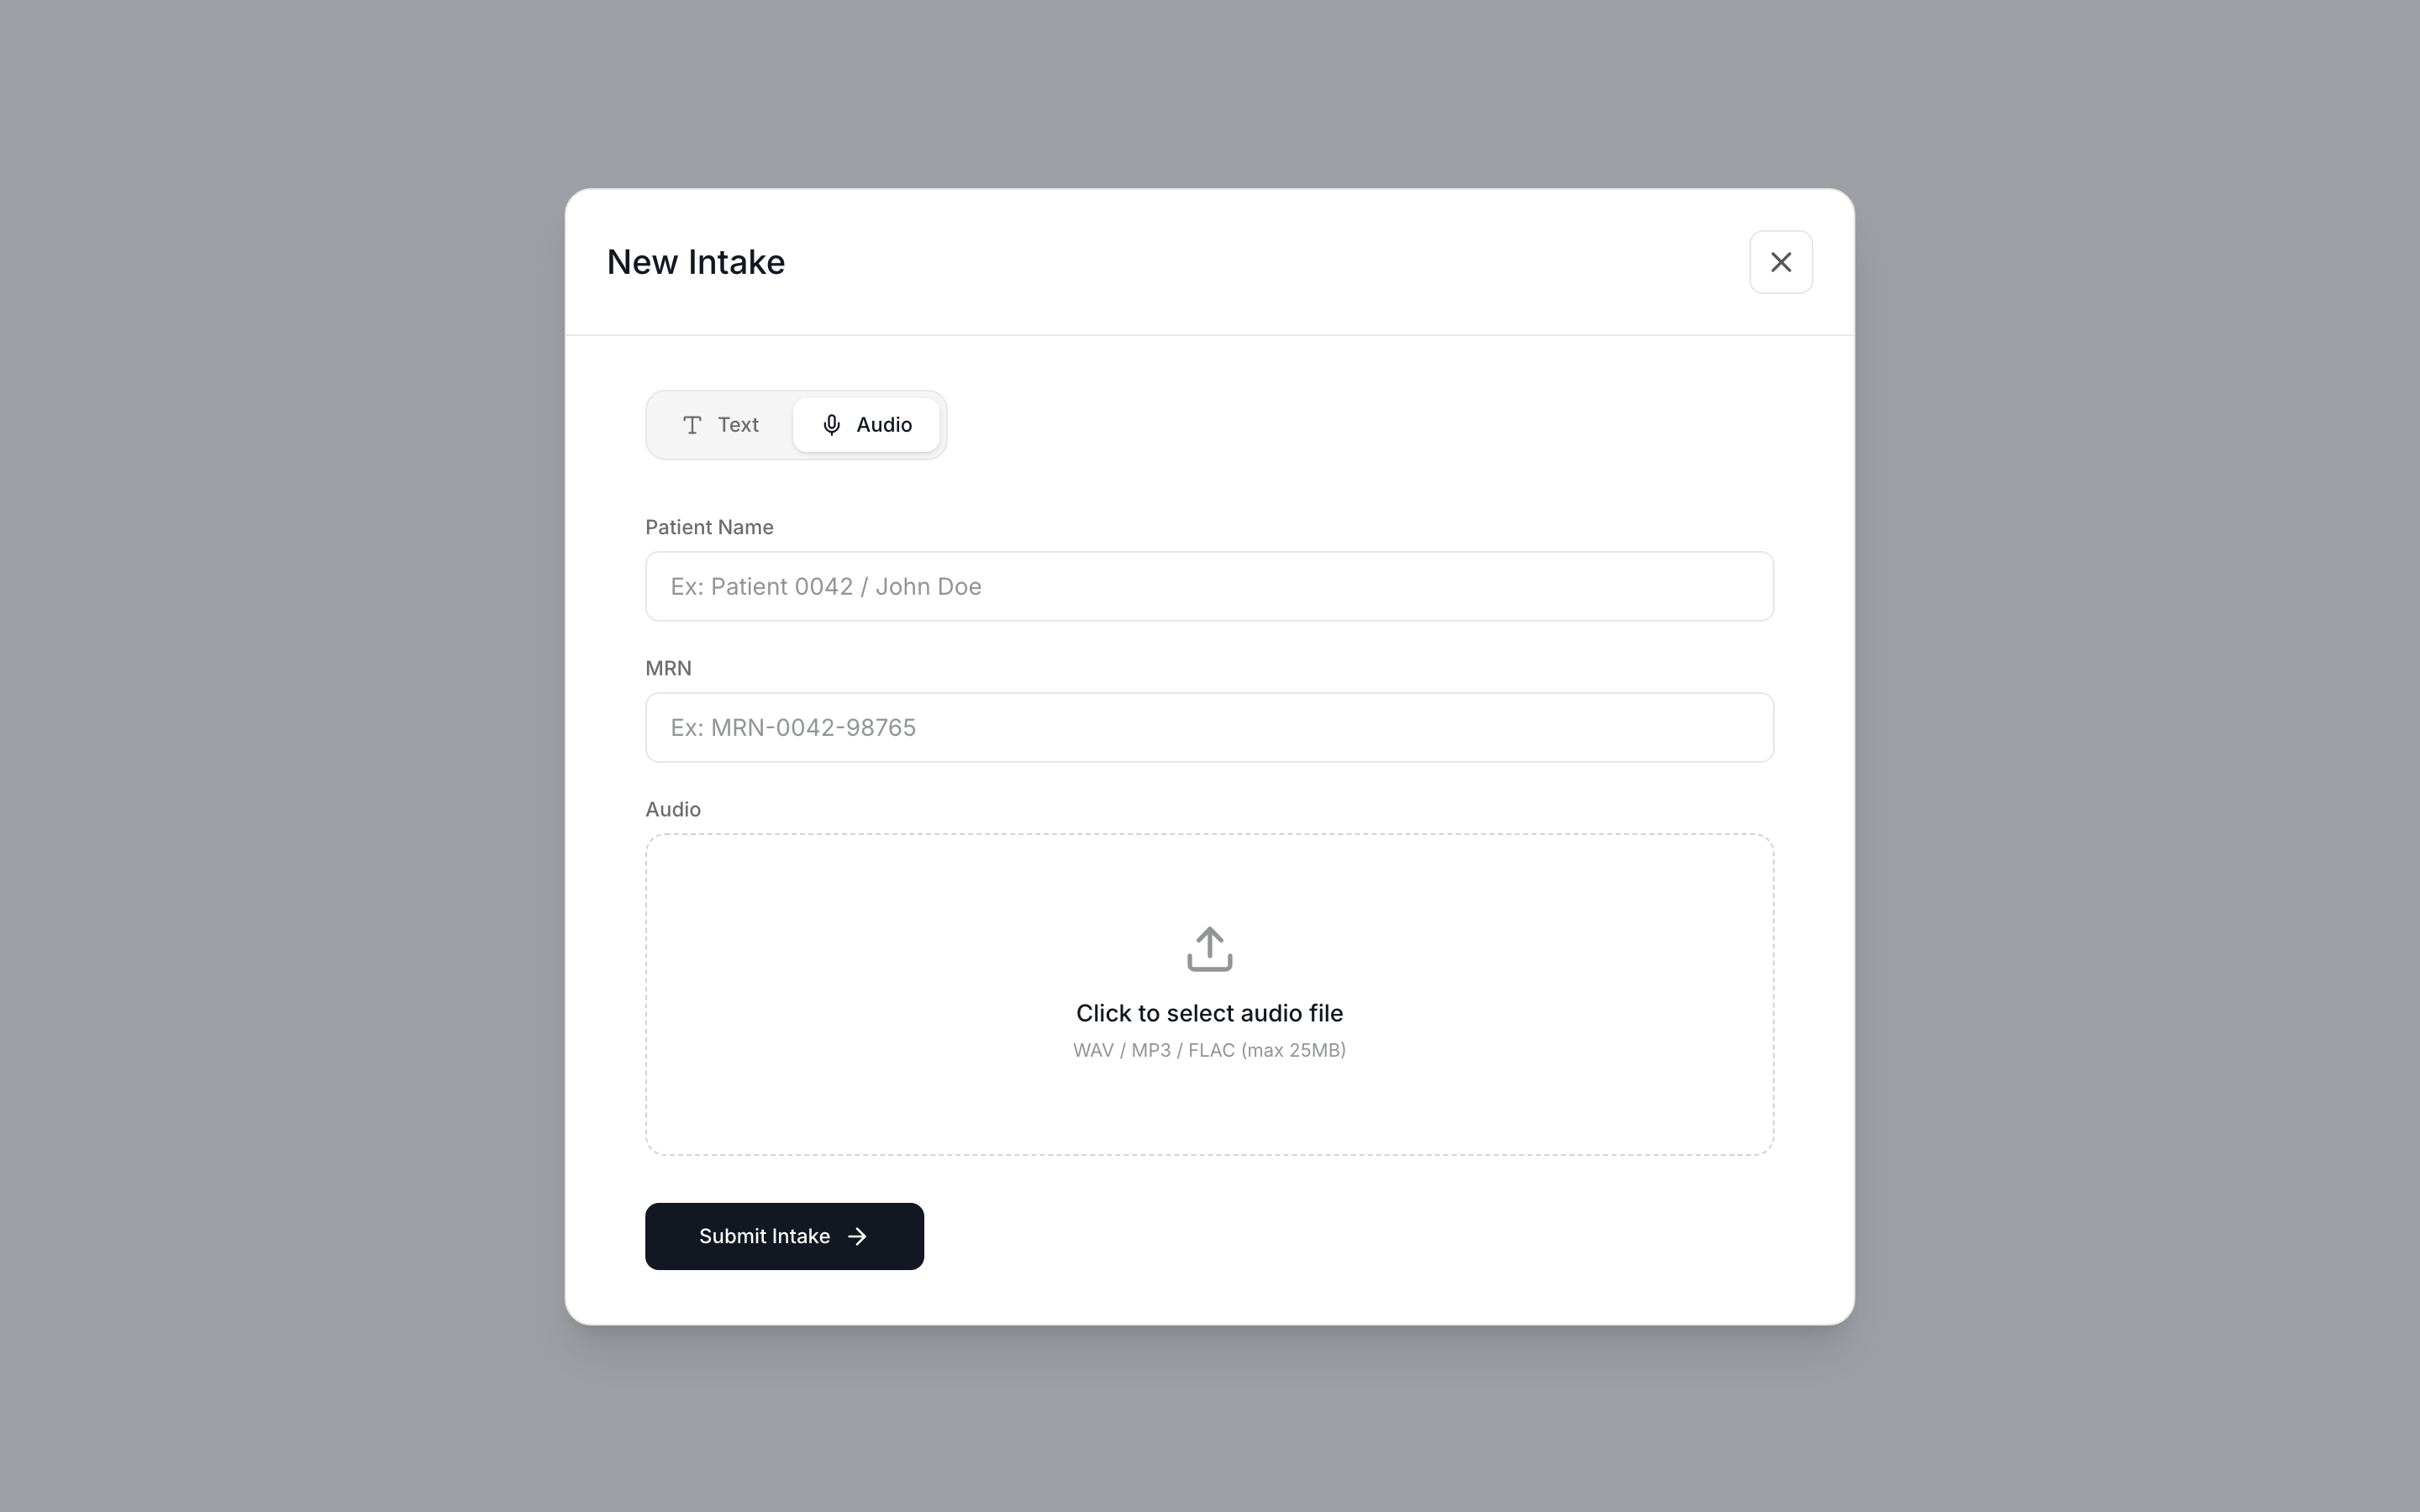 New Intake
Text
Audio
Patient Name
Ex: Patient 0042 / John Doe
MRN
Ex: MRN-0042-98765
Audio
Click to select audio file
WAV / MP3 / FLAC (max 25MB)
Submit Intake